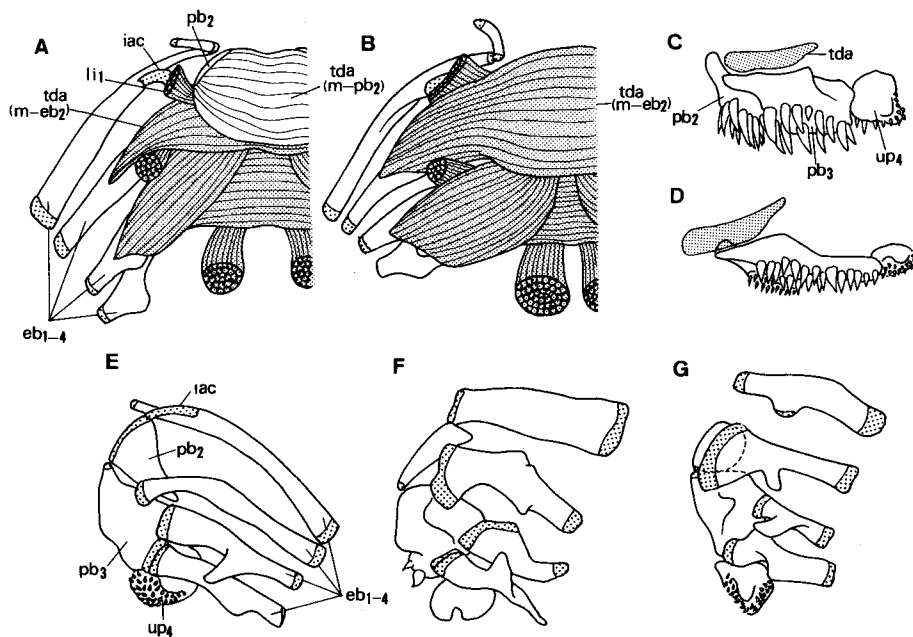 A
pb2
iac
li1
tda
(m–eb2)
tda
(m–pb2)
eb1–4
B
tda
(m–eb2)
C
tda
pb2
pb3
up4
D
E
iac
pb2
pb3
up4
eb1–4
F
G